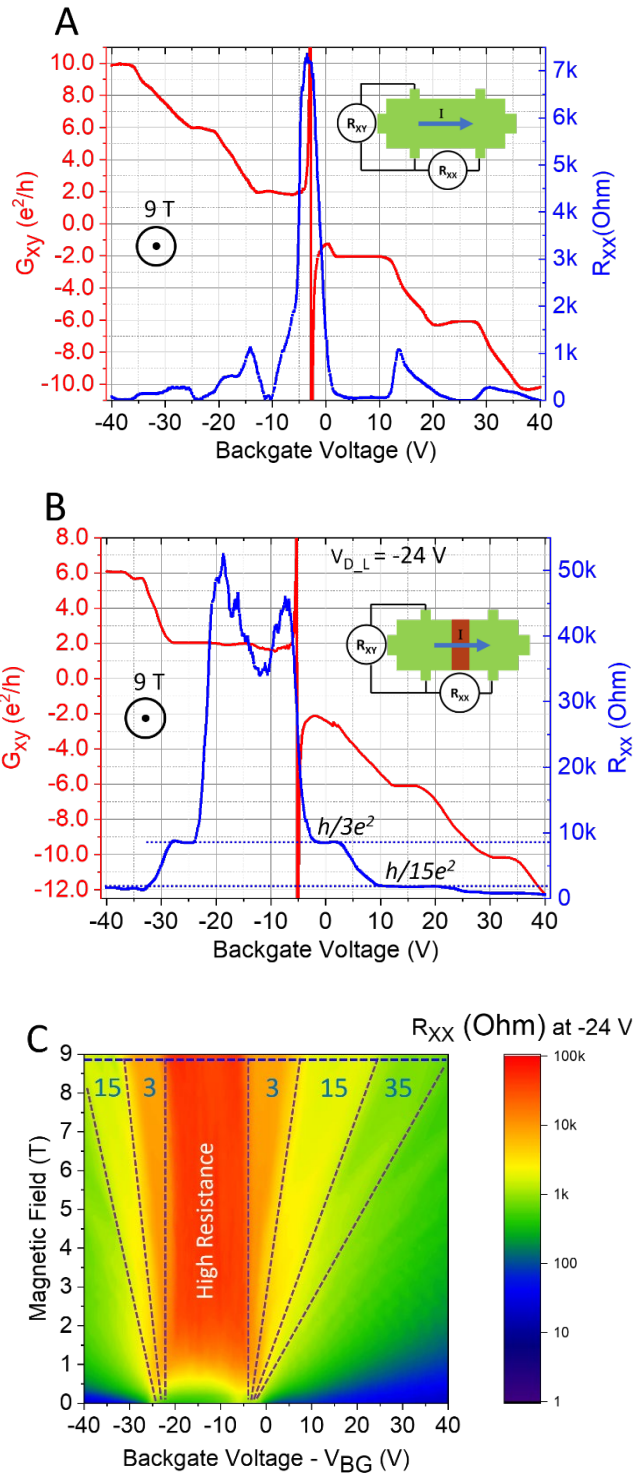 A
10.0
8.0
6.0
4.0
2.0
0.0
-2.0
-4.0
-6.0
-8.0
-10.0
Gxy (e²/h)
9 T
I
RXY
RXX
7k
6k
5k
4k
3k
2k
1k
0
RXX(Ohm)
-40 -30 -20 -10 0 10 20 30 40
Backgate Voltage (V)
B
8.0
6.0
4.0
2.0
0.0
-2.0
-4.0
-6.0
-8.0
-10.0
-12.0
Gxy (e²/h)
VD_L = -24 V
9 T
I
RXY
RXX
h/3e²
h/15e²
50k
40k
30k
20k
10k
0
RXX (Ohm)
-40 -30 -20 -10 0 10 20 30 40
Backgate Voltage (V)
C
RXX (Ohm) at -24 V
9
8
7
6
5
4
3
2
1
0
Magnetic Field (T)
15 3 3 15 35
High Resistance
100k
10k
1k
100
10
1
-40 -30 -20 -10 0 10 20 30 40
Backgate Voltage - VBG (V)